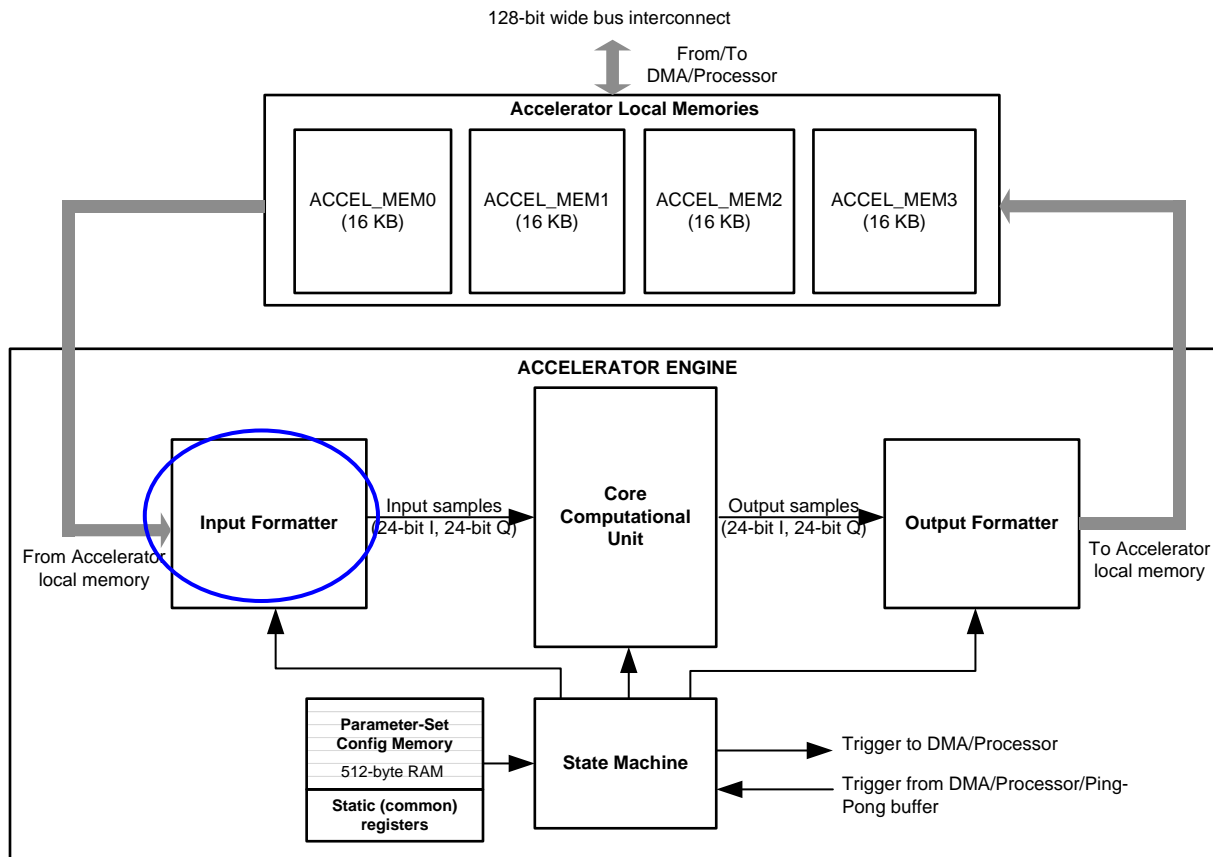 128-bit wide bus interconnect
From/To
DMA/Processor
Accelerator Local Memories
ACCEL_MEM0
(16 KB)
ACCEL_MEM1
(16 KB)
ACCEL_MEM2
(16 KB)
ACCEL_MEM3
(16 KB)
ACCELERATOR ENGINE
Input Formatter
Input samples
(24-bit I, 24-bit Q)
Core
Computational
Unit
Output samples
(24-bit I, 24-bit Q)
Output Formatter
From Accelerator
local memory
To Accelerator
local memory
Parameter-Set
Config Memory
512-byte RAM
Static (common)
registers
State Machine
Trigger to DMA/Processor
Trigger from DMA/Processor/Ping-
Pong buffer